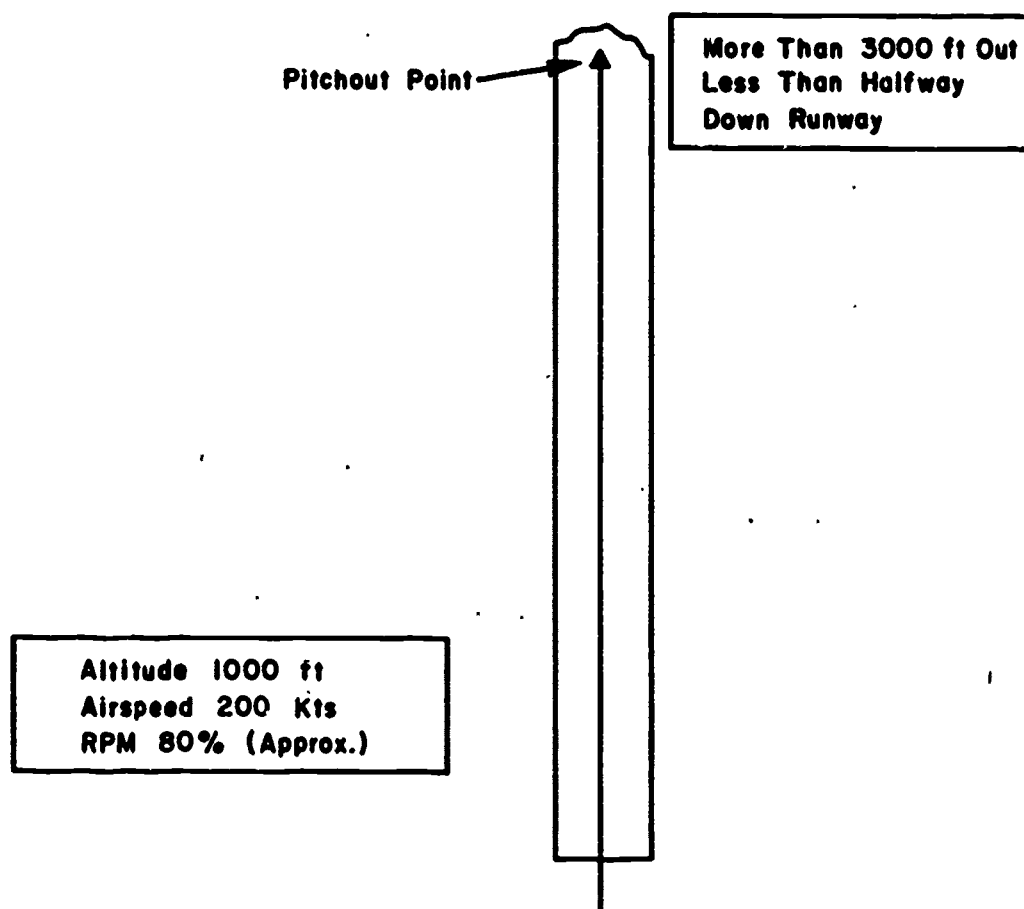 More Than 3000 ft Out
Less Than Halfway
Down Runway
Pitchout Point
Altitude 1000 ft
Airspeed 200 Kts
RPM 80% (Approx.)